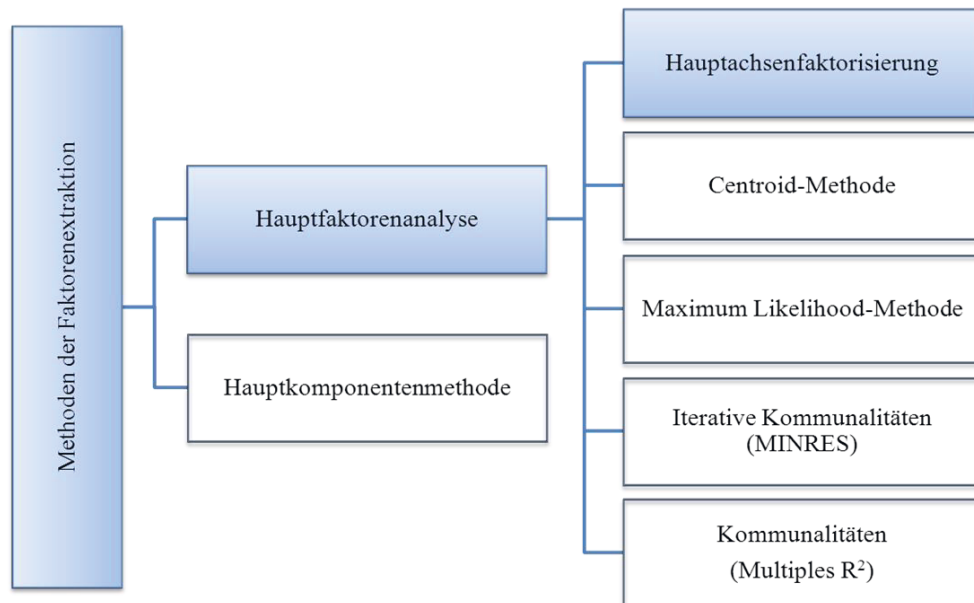 Methoden der Faktorenextraktion
Hauptfaktorenanalyse
Hauptkomponentenmethode
Hauptachsenfaktorisierung
Centroid-Methode
Maximum Likelihood-Methode
Iterative Kommunalitäten
(MINRES)
Kommunalitäten
(Multiples R²)